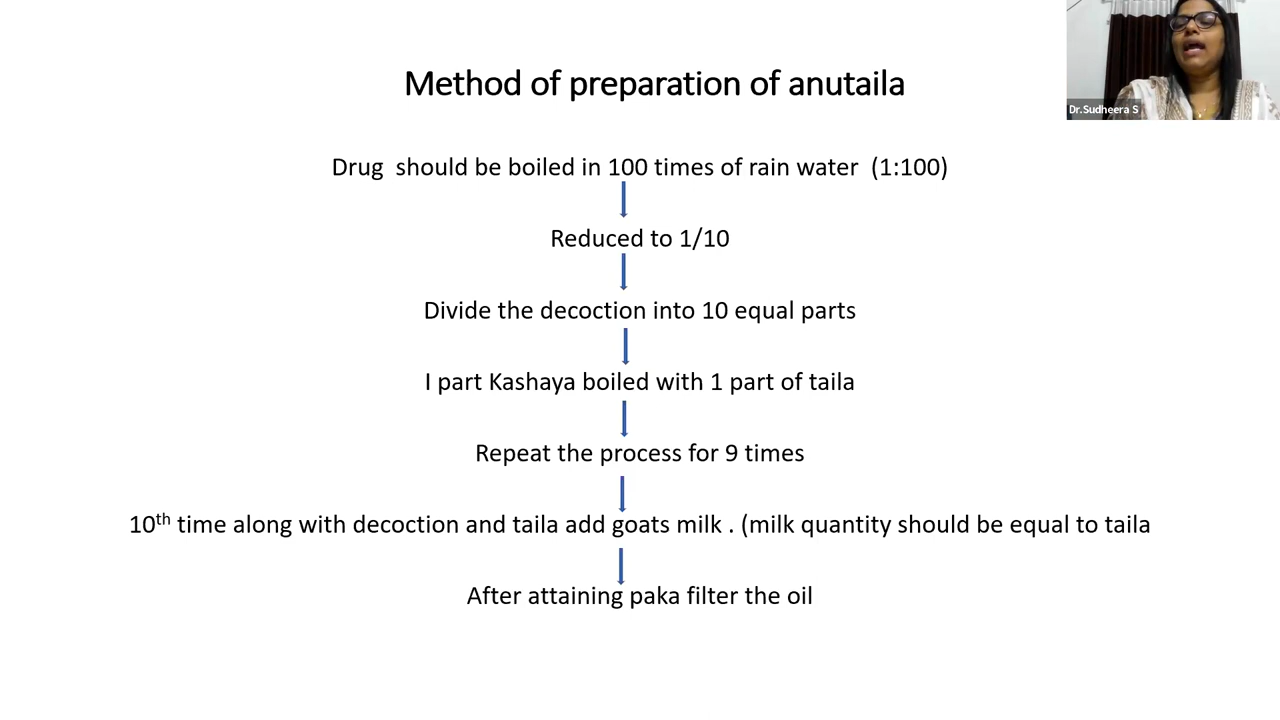 Method of preparation of anutaila
Dr.Sudheera S
Drug should be boiled in 100 times of rain water (1:100)
Reduced to 1/10
Divide the decoction into 10 equal parts
I part Kashaya boiled with 1 part of taila
Repeat the process for 9 times
10th time along with decoction and taila add goats milk . (milk quantity should be equal to taila
After attaining paka filter the oil